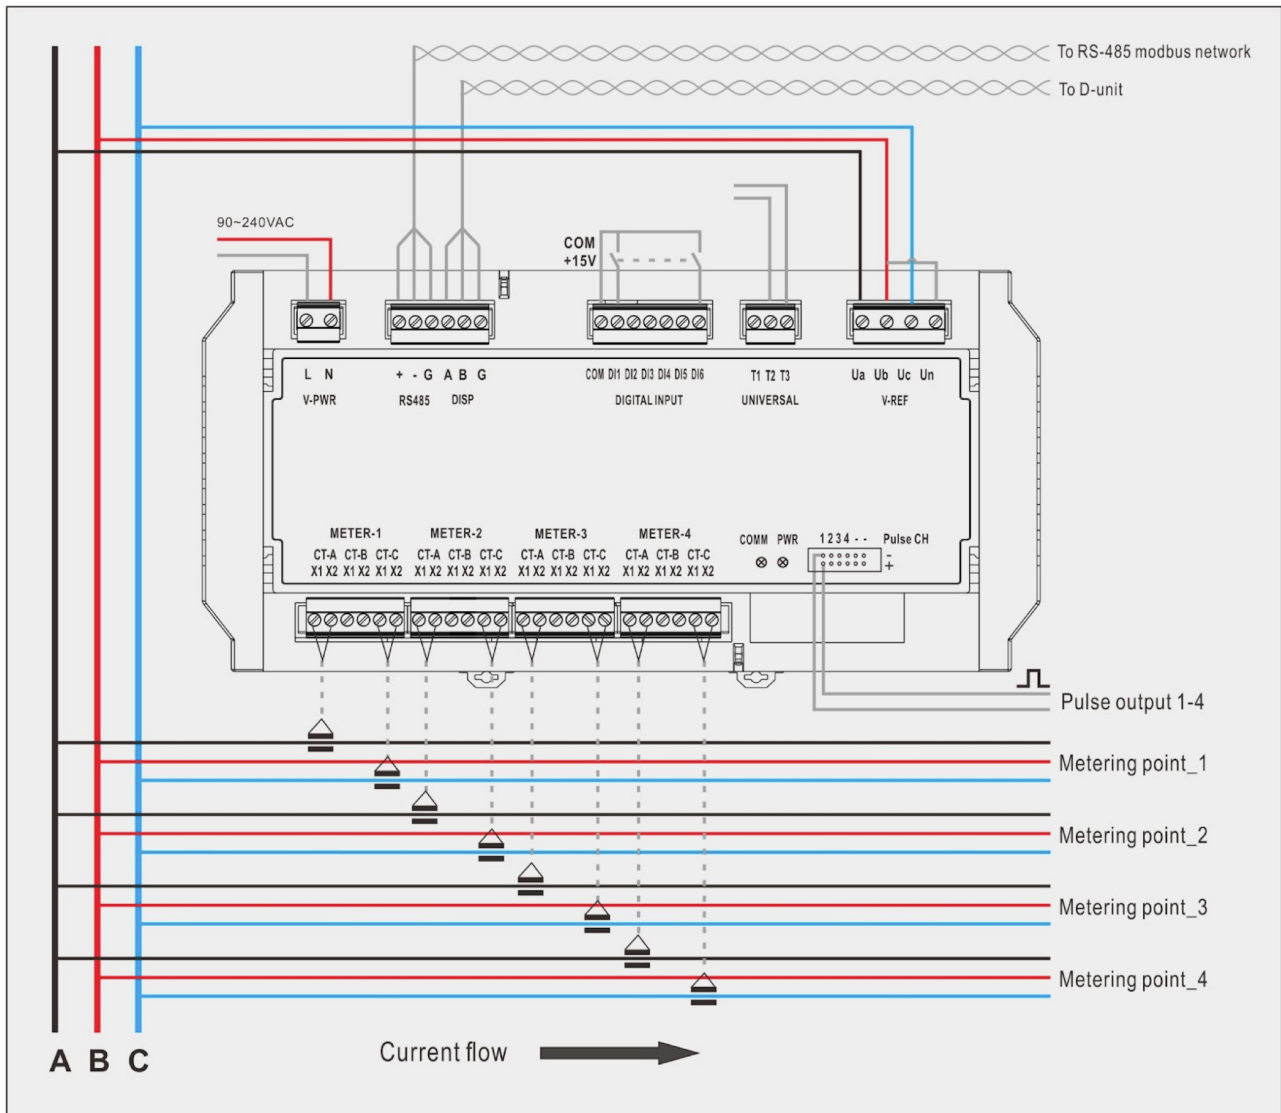 To RS-485 modbus network
To D-unit
90~240VAC
COM
+15V
L N
V-PWR
+ - G A B G
RS485 DISP
COM DI1 DI2 DI3 DI4 DI5 DI6
DIGITAL INPUT
T1 T2 T3
UNIVERSAL
Ua Ub Uc Un
V-REF
METER-1
CT-A CT-B CT-C
X1 X2 X1 X2 X1 X2
METER-2
CT-A CT-B CT-C
X1 X2 X1 X2 X1 X2
METER-3
CT-A CT-B CT-C
X1 X2 X1 X2 X1 X2
METER-4
CT-A CT-B CT-C
X1 X2 X1 X2 X1 X2
COMM PWR
1 2 3 4 - - Pulse CH
-
+
Pulse output 1-4
Metering point_1
Metering point_2
Metering point_3
Metering point_4
A B C
Current flow